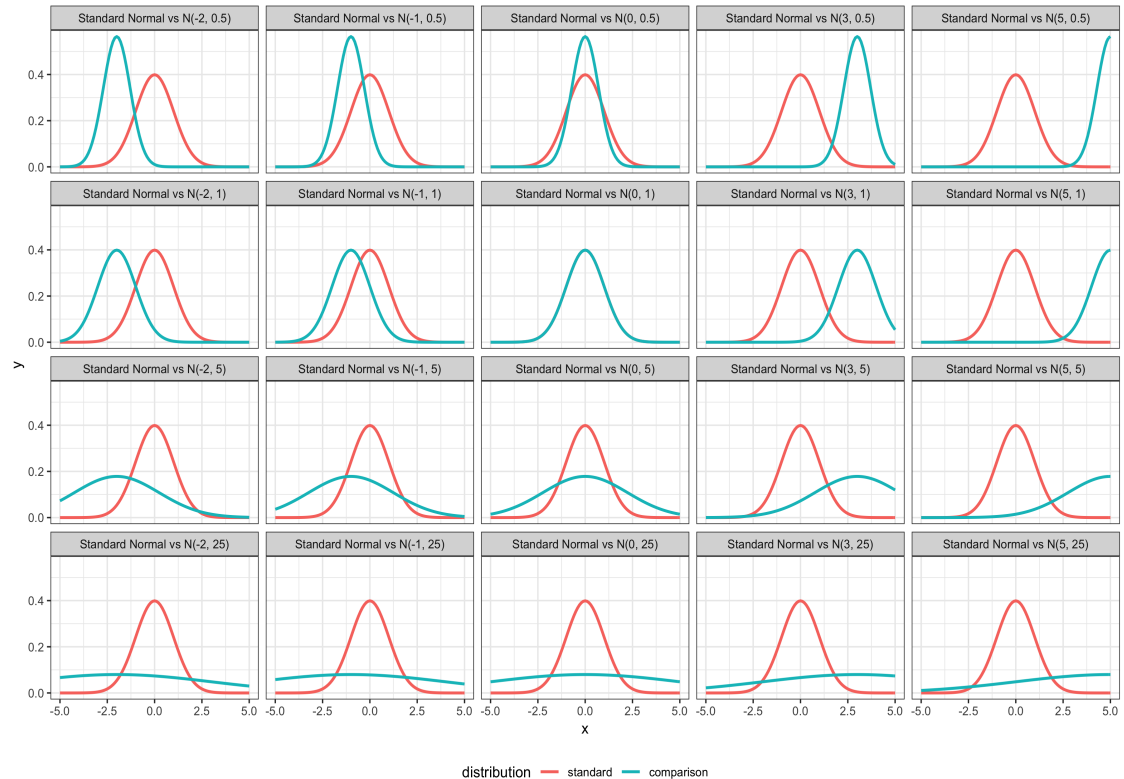 Standard Normal vs N(-2, 0.5) Standard Normal vs N(-1, 0.5) Standard Normal vs N(0, 0.5) Standard Normal vs N(3, 0.5) Standard Normal vs N(5, 0.5)
0.4
0.2
0.0
Standard Normal vs N(-2, 1) Standard Normal vs N(-1, 1) Standard Normal vs N(0, 1) Standard Normal vs N(3, 1) Standard Normal vs N(5, 1)
0.4
0.2
0.0
y
Standard Normal vs N(-2, 5) Standard Normal vs N(-1, 5) Standard Normal vs N(0, 5) Standard Normal vs N(3, 5) Standard Normal vs N(5, 5)
0.4
0.2
0.0
Standard Normal vs N(-2, 25) Standard Normal vs N(-1, 25) Standard Normal vs N(0, 25) Standard Normal vs N(3, 25) Standard Normal vs N(5, 25)
0.4
0.2
0.0
-5.0 -2.5 0.0 2.5 5.0 -5.0 -2.5 0.0 2.5 5.0 -5.0 -2.5 0.0 2.5 5.0 -5.0 -2.5 0.0 2.5 5.0 -5.0 -2.5 0.0 2.5 5.0
x
distribution standard comparison